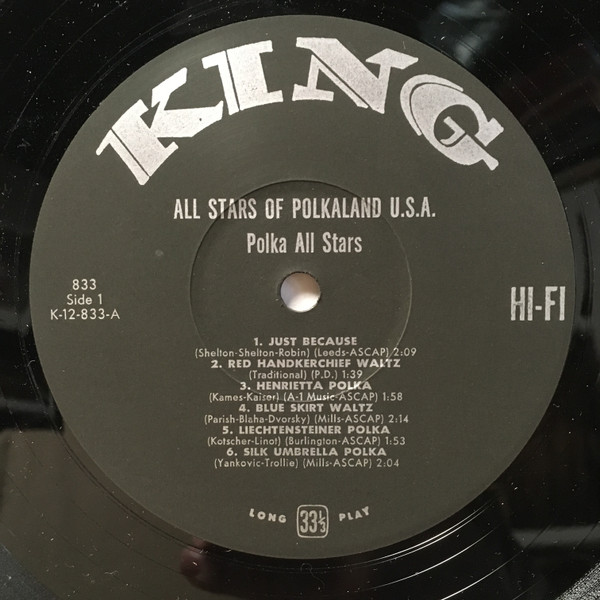 KING
ALL STARS OF POLKALAND U.S.A.
Polka All Stars
833
Side 1
K-12-833-A
HI-FI
1. JUST BECAUSE
(Shelton-Shelton-Robin) (Leeds-ASCAP) 2:09
2. RED HANDKERCHIEF WALTZ
(Traditional) (P.D.) 1:39
3. HENRIETTA POLKA
(Kames-Kaiser) (A-1 Music-ASCAP) 1:58
4. BLUE SKIRT WALTZ
(Parish-Blaha-Dvorsky) (Mills-ASCAP) 2:14
5. LIECHTENSTEINER POLKA
(Kotscher-Linot) (Burlington-ASCAP) 1:53
6. SILK UMBRELLA POLKA
(Yankovic-Trollie) (Mills-ASCAP) 2:04
LONG 33⅓ PLAY